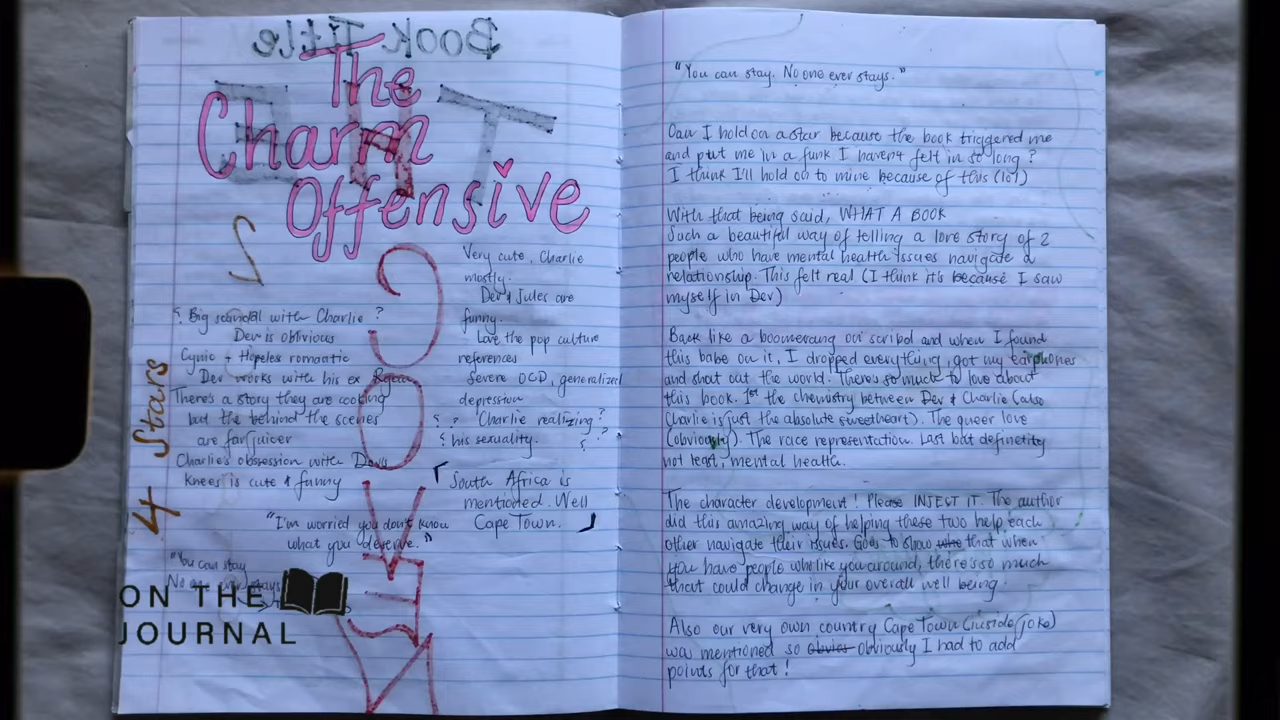 Book Title
The
Charm
Offensive
4 Stars
Big scandal with Charlie ?
Dev is oblivious
Cynic + Hopeles romantic
Dev works with his ex Ryan
There's a story they are cooking
but the behind the scenes
are far juicer
Charlie's obsession with Dev's
knees is cute & funny
"I'm worried you don't know
what you deserve."
"You can stay
No one ever stays
Very cute, Charlie
mostly.
Dev & Jules are
funny.
Love the pop culture
references
Severe OCD, generalized
depression
? Charlie realizing ?
? his sexuality. ?
South Africa is
mentioned. Well
Cape Town.
ON THE
JOURNAL
"You can stay. No one ever stays."
Can I hold on a star because the book triggered me
and put me in a funk I haven't felt in so long?
I think I'll hold on to mine because of this (lol)
With that being said, WHAT A BOOK
Such a beautiful way of telling a love story of 2
people who have mental health issues navigate a
relationship. This felt real (I think it's because I saw
myself in Dev)
Back like a boomerang on scribd and when I found
this babe on it, I dropped everything, got my earphones
and shut out the world. There's so much to love about
this book. 1st the chemistry between Dev & Charlie (also
Charlie is just the absolute sweetheart). The queer love
(obviously). The race representation. Last but definetity
not least, mental health.
The character development! Please INJECT IT. The author
did this amazing way of helping these two help each
other navigate their issues. Goes to show who that when
you have people who like you around, there's so much
that could change in your overall well being.
Also our very own country Cape Town (inside joke)
was mentioned so obvios obviously I had to add
points for that!